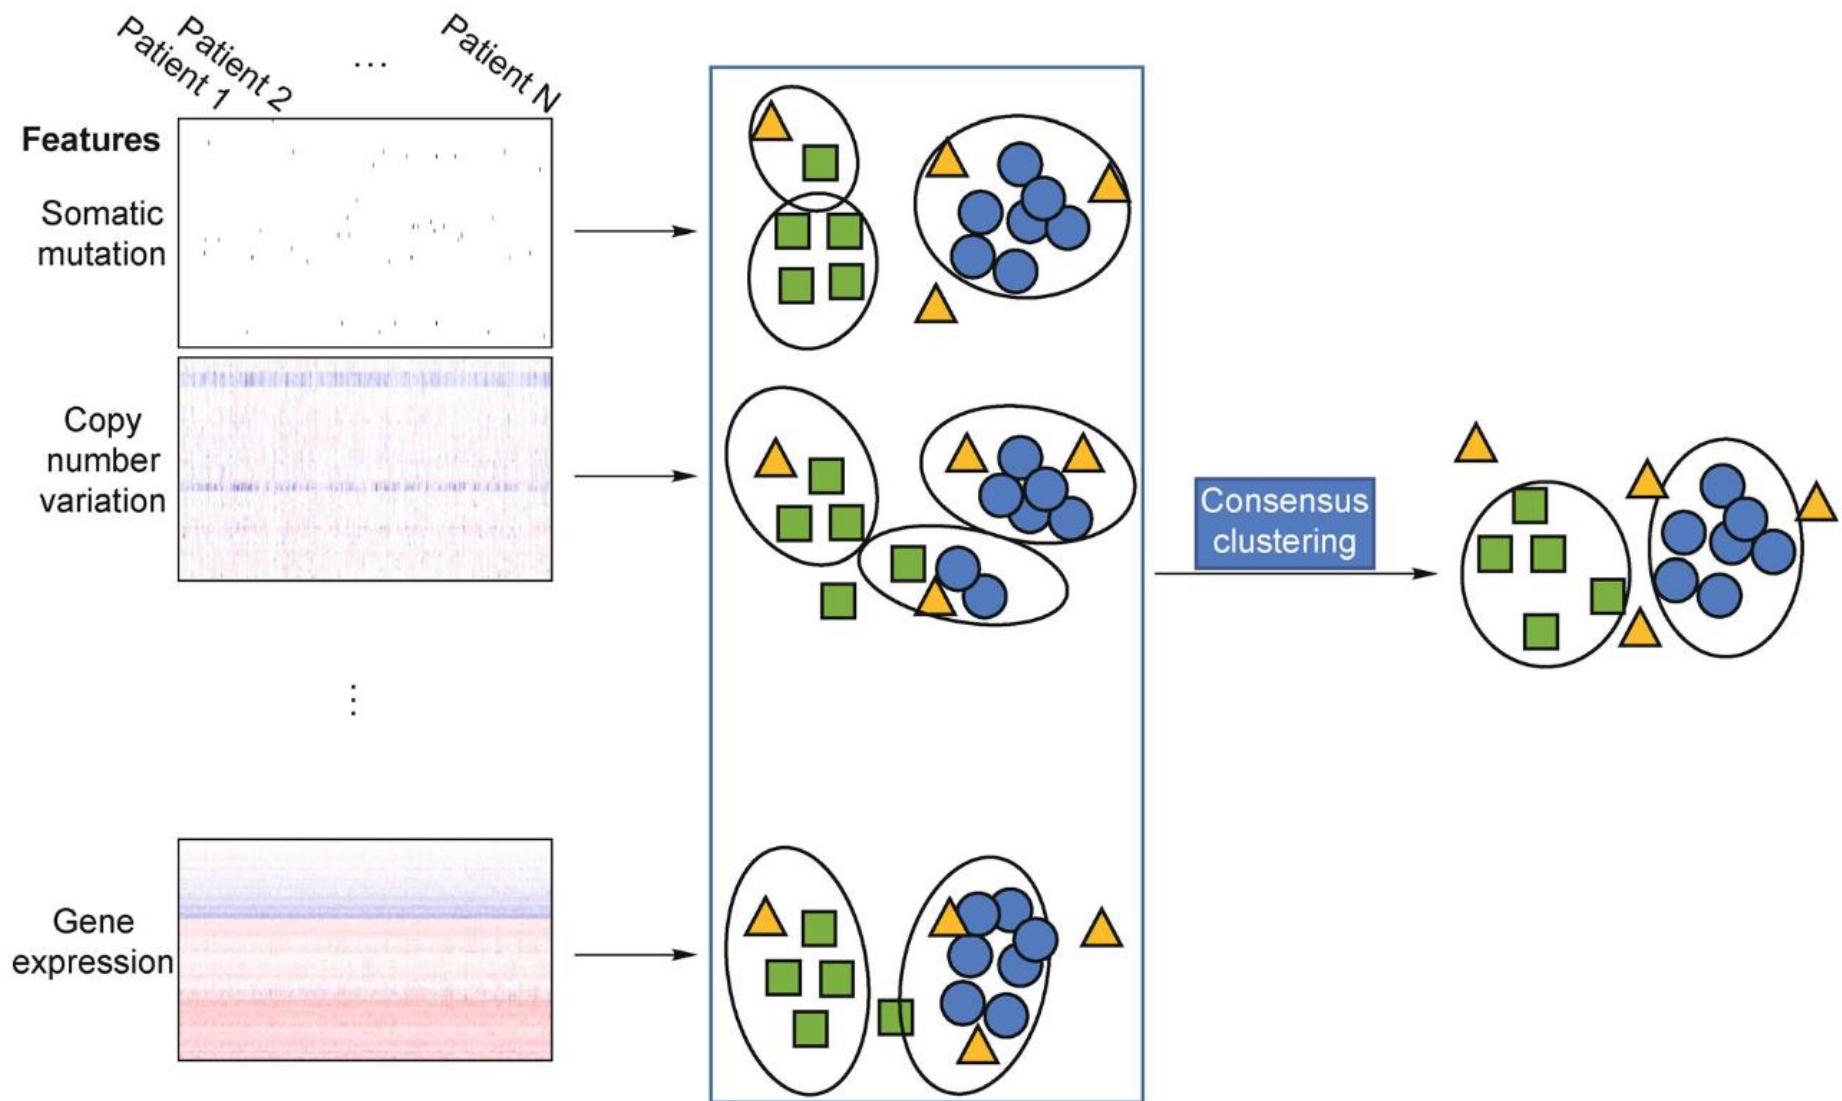 Patient 1
Patient 2
...
Patient N
Features
Somatic
mutation
Copy
number
variation
Consensus
clustering
⋮
Gene
expression